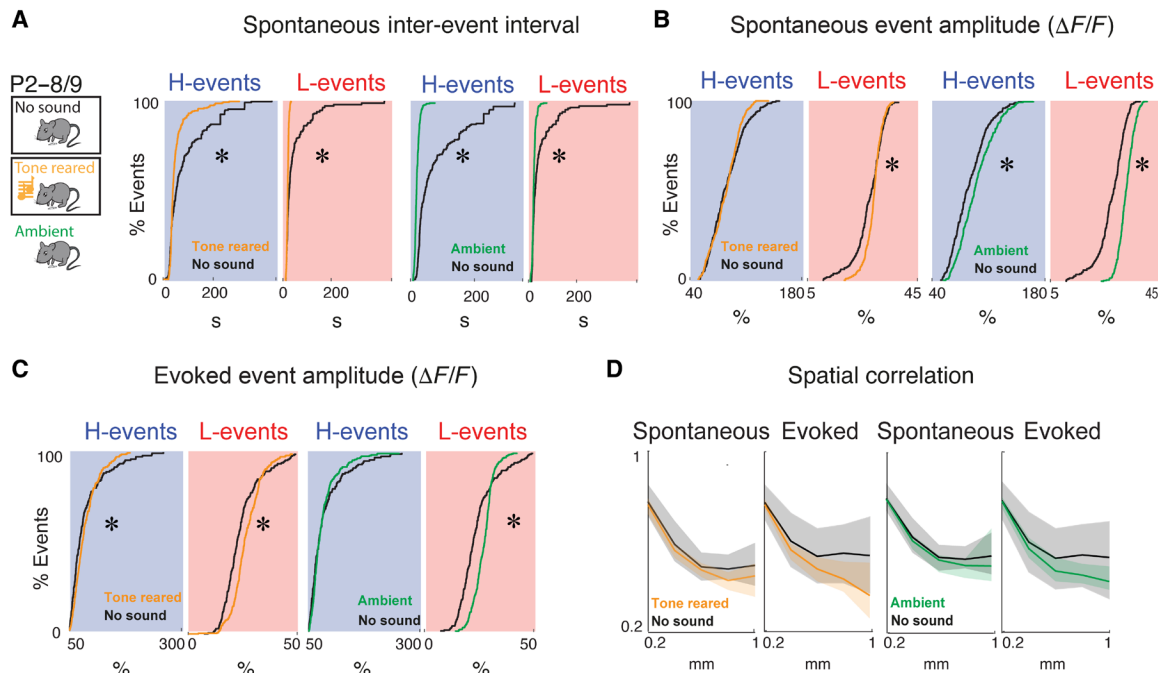 A
Spontaneous inter-event interval
P2–8/9
No sound
Tone reared
Ambient
H-events
L-events
H-events
L-events
% Events
100
0
*
*
*
*
Tone reared
No sound
Ambient
No sound
0
200
0
200
0
200
0
200
s
s
s
s
B
Spontaneous event amplitude (ΔF/F)
H-events
L-events
H-events
L-events
% Events
100
0
*
*
*
Tone reared
No sound
Ambient
No sound
40
180
5
45
40
180
5
45
%
%
%
%
C
Evoked event amplitude (ΔF/F)
H-events
L-events
H-events
L-events
% Events
100
0
*
*
*
Tone reared
No sound
Ambient
No sound
50
300
0
50
50
300
0
50
%
%
%
%
D
Spatial correlation
Spontaneous
Evoked
Spontaneous
Evoked
1
0.2
Tone reared
No sound
Ambient
No sound
0.2
1
0.2
1
0.2
1
0.2
1
mm
mm
mm
mm